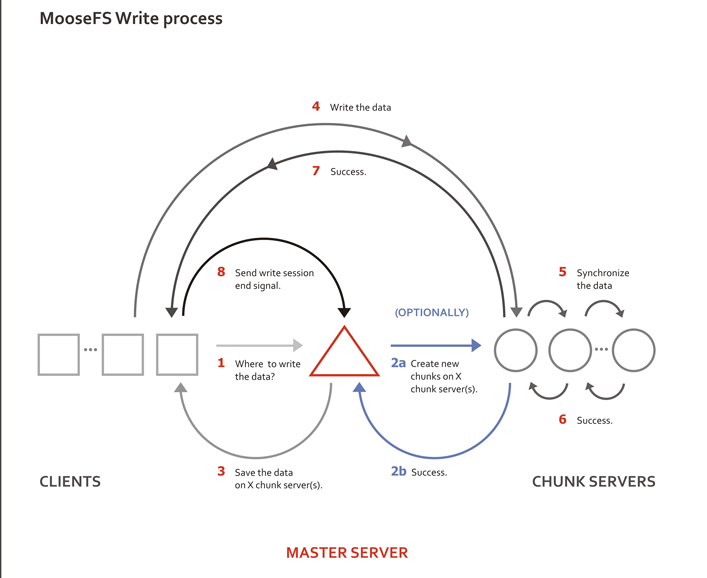 MooseFS Write process
4 Write the data
7 Success.
8 Send write session
end signal.
5 Synchronize
the data
(OPTIONALLY)
1 Where to write
the data?
2a Create new
chunks on X
chunk server(s).
6 Success.
3 Save the data
on X chunk server(s).
2b Success.
CLIENTS
CHUNK SERVERS
MASTER SERVER